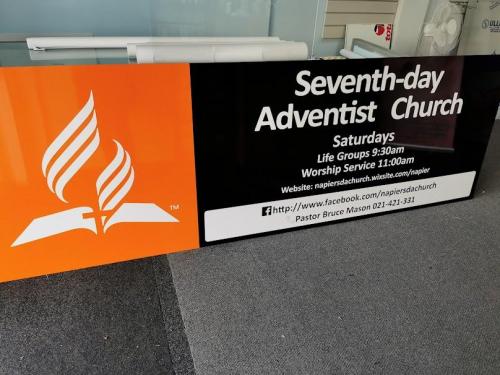 Seventh-day
Adventist Church
Saturdays
Life Groups 9:30am
Worship Service 11:00am
Website: napiersdachurch.wixsite.com/napier
http://www.facebook.com/napiersdachurch
Pastor Bruce Mason 021-421-331
TM